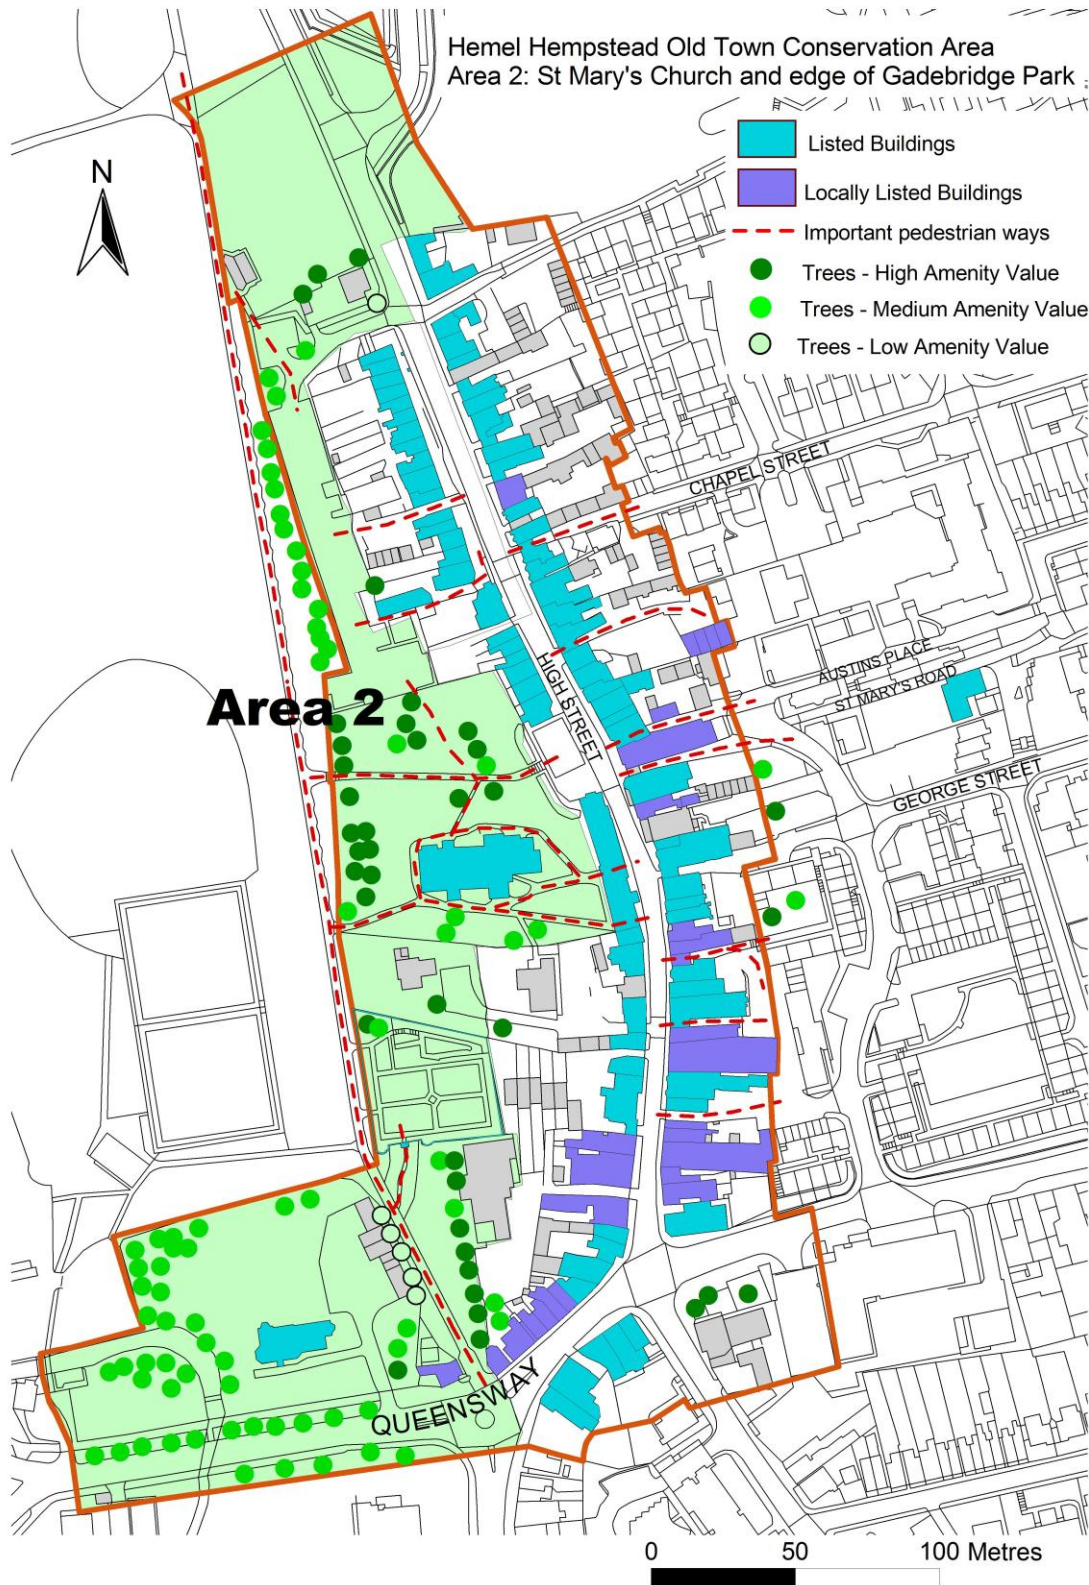 Hemel Hempstead Old Town Conservation Area
Area 2: St Mary's Church and edge of Gadebridge Park
Listed Buildings
N
Locally Listed Buildings
Important pedestrian ways
Trees - High Amenity Value
Trees - Medium Amenity Value
Trees - Low Amenity Value
CHAPEL STREET
AUSTINS PLACE
ST MARY'S ROAD
HIGH STREET
Area 2
GEORGE STREET
QUEENSWAY
0 50 100 Metres